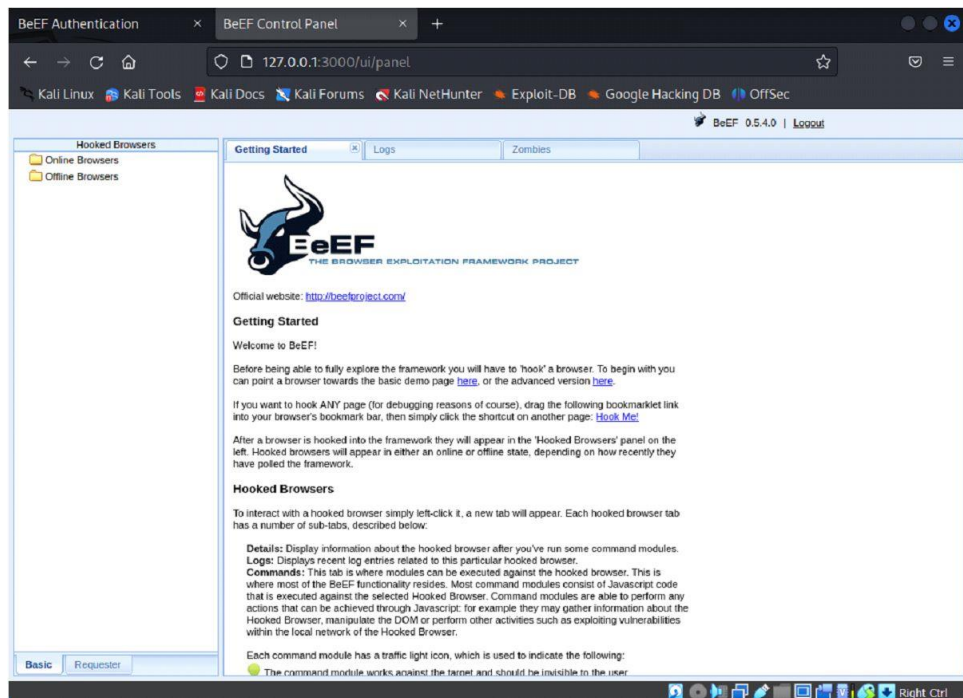 BeEF Authentication
BeEF Control Panel
127.0.0.1:3000/ui/panel
Kali Linux Kali Tools Kali Docs Kali Forums Kali NetHunter Exploit-DB Google Hacking DB OffSec
BeEF 0.5.4.0 | Logout
Hooked Browsers
Online Browsers
Offline Browsers
Getting Started Logs Zombies
BeEF
THE BROWSER EXPLOITATION FRAMEWORK PROJECT
Official website: http://beefproject.com/
Getting Started
Welcome to BeEF!
Before being able to fully explore the framework you will have to 'hook' a browser. To begin with you
can point a browser towards the basic demo page here, or the advanced version here.
If you want to hook ANY page (for debugging reasons of course), drag the following bookmarklet link
into your browser's bookmark bar, then simply click the shortcut on another page: Hook Me!
After a browser is hooked into the framework they will appear in the 'Hooked Browsers' panel on the
left. Hooked browsers will appear in either an online or offline state, depending on how recently they
have polled the framework.
Hooked Browsers
To interact with a hooked browser simply left-click it, a new tab will appear. Each hooked browser tab
has a number of sub-tabs, described below:
Details: Display information about the hooked browser after you've run some command modules.
Logs: Displays recent log entries related to this particular hooked browser.
Commands: This tab is where modules can be executed against the hooked browser. This is
where most of the BeEF functionality resides. Most command modules consist of Javascript code
that is executed against the selected Hooked Browser. Command modules are able to perform any
actions that can be achieved through Javascript: for example they may gather information about the
Hooked Browser, manipulate the DOM or perform other activities such as exploiting vulnerabilities
within the local network of the Hooked Browser.
Each command module has a traffic light icon, which is used to indicate the following:
The command module works against the target and should be invisible to the user
Basic Requester
Right Ctrl